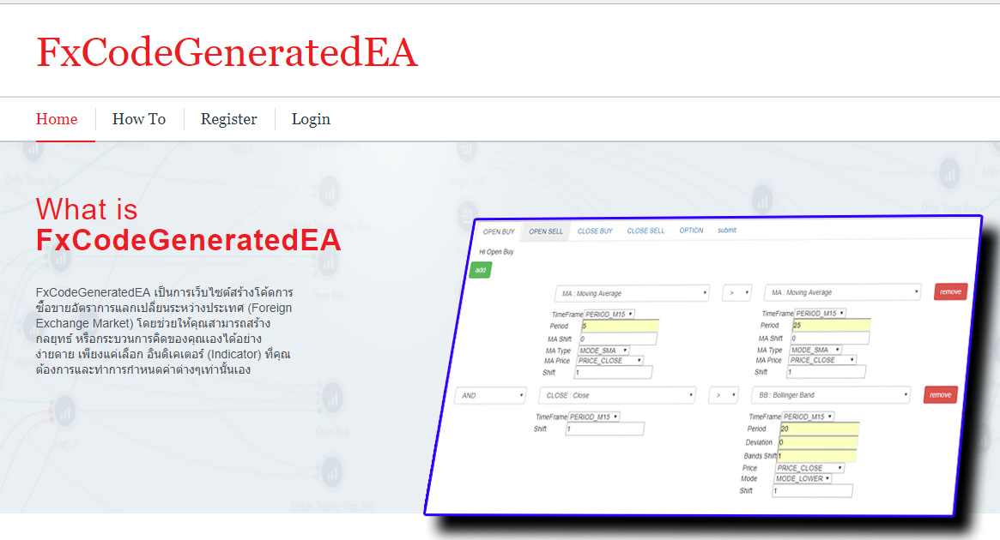 FxCodeGeneratedEA
Home How To Register Login
What is
FxCodeGeneratedEA
FxCodeGeneratedEA เป็นการเว็บไซต์สร้างโค้ดการ
ซื้อขายอัตราการแลกเปลี่ยนระหว่างประเทศ (Foreign
Exchange Market) โดยช่วยให้คุณสามารถสร้าง
กลยุทธ์ หรือกระบวนการคิดของคุณเองได้อย่าง
ง่ายดาย เพียงแค่เลือก อินดิเคเตอร์ (Indicator) ที่คุณ
ต้องการและทำการกำหนดค่าต่างๆเท่านั้นเอง
OPEN BUY OPEN SELL CLOSE BUY CLOSE SELL OPTION submit
Hi Open Buy
add
MA : Moving Average > MA : Moving Average remove
TimeFrame PERIOD_M15 TimeFrame PERIOD_M15
Period 5 Period 25
MA Shift 0 MA Shift 0
MA Type MODE_SMA MA Type MODE_SMA
MA Price PRICE_CLOSE MA Price PRICE_CLOSE
Shift 1 Shift 1
AND CLOSE : Close > BB : Bollinger Band remove
TimeFrame PERIOD_M15 TimeFrame PERIOD_M15
Shift 1 Period 20
Deviation 0
Bands Shift 1
Price PRICE_CLOSE
Mode MODE_LOWER
Shift 1